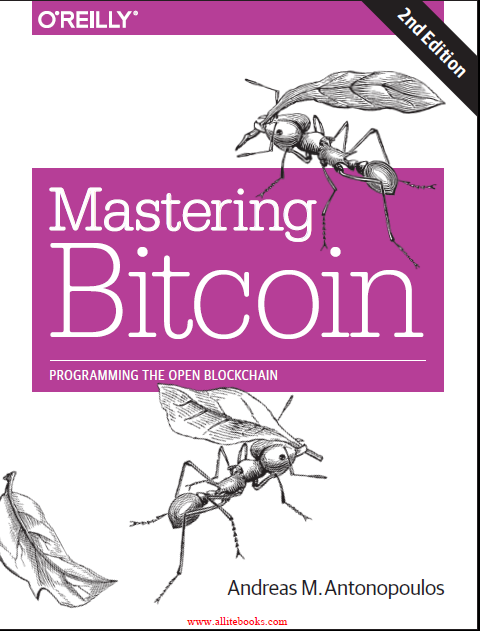 O'REILLY®
2nd Edition
Mastering
Bitcoin
PROGRAMMING THE OPEN BLOCKCHAIN
Andreas M. Antonopoulos
www.allitebooks.com